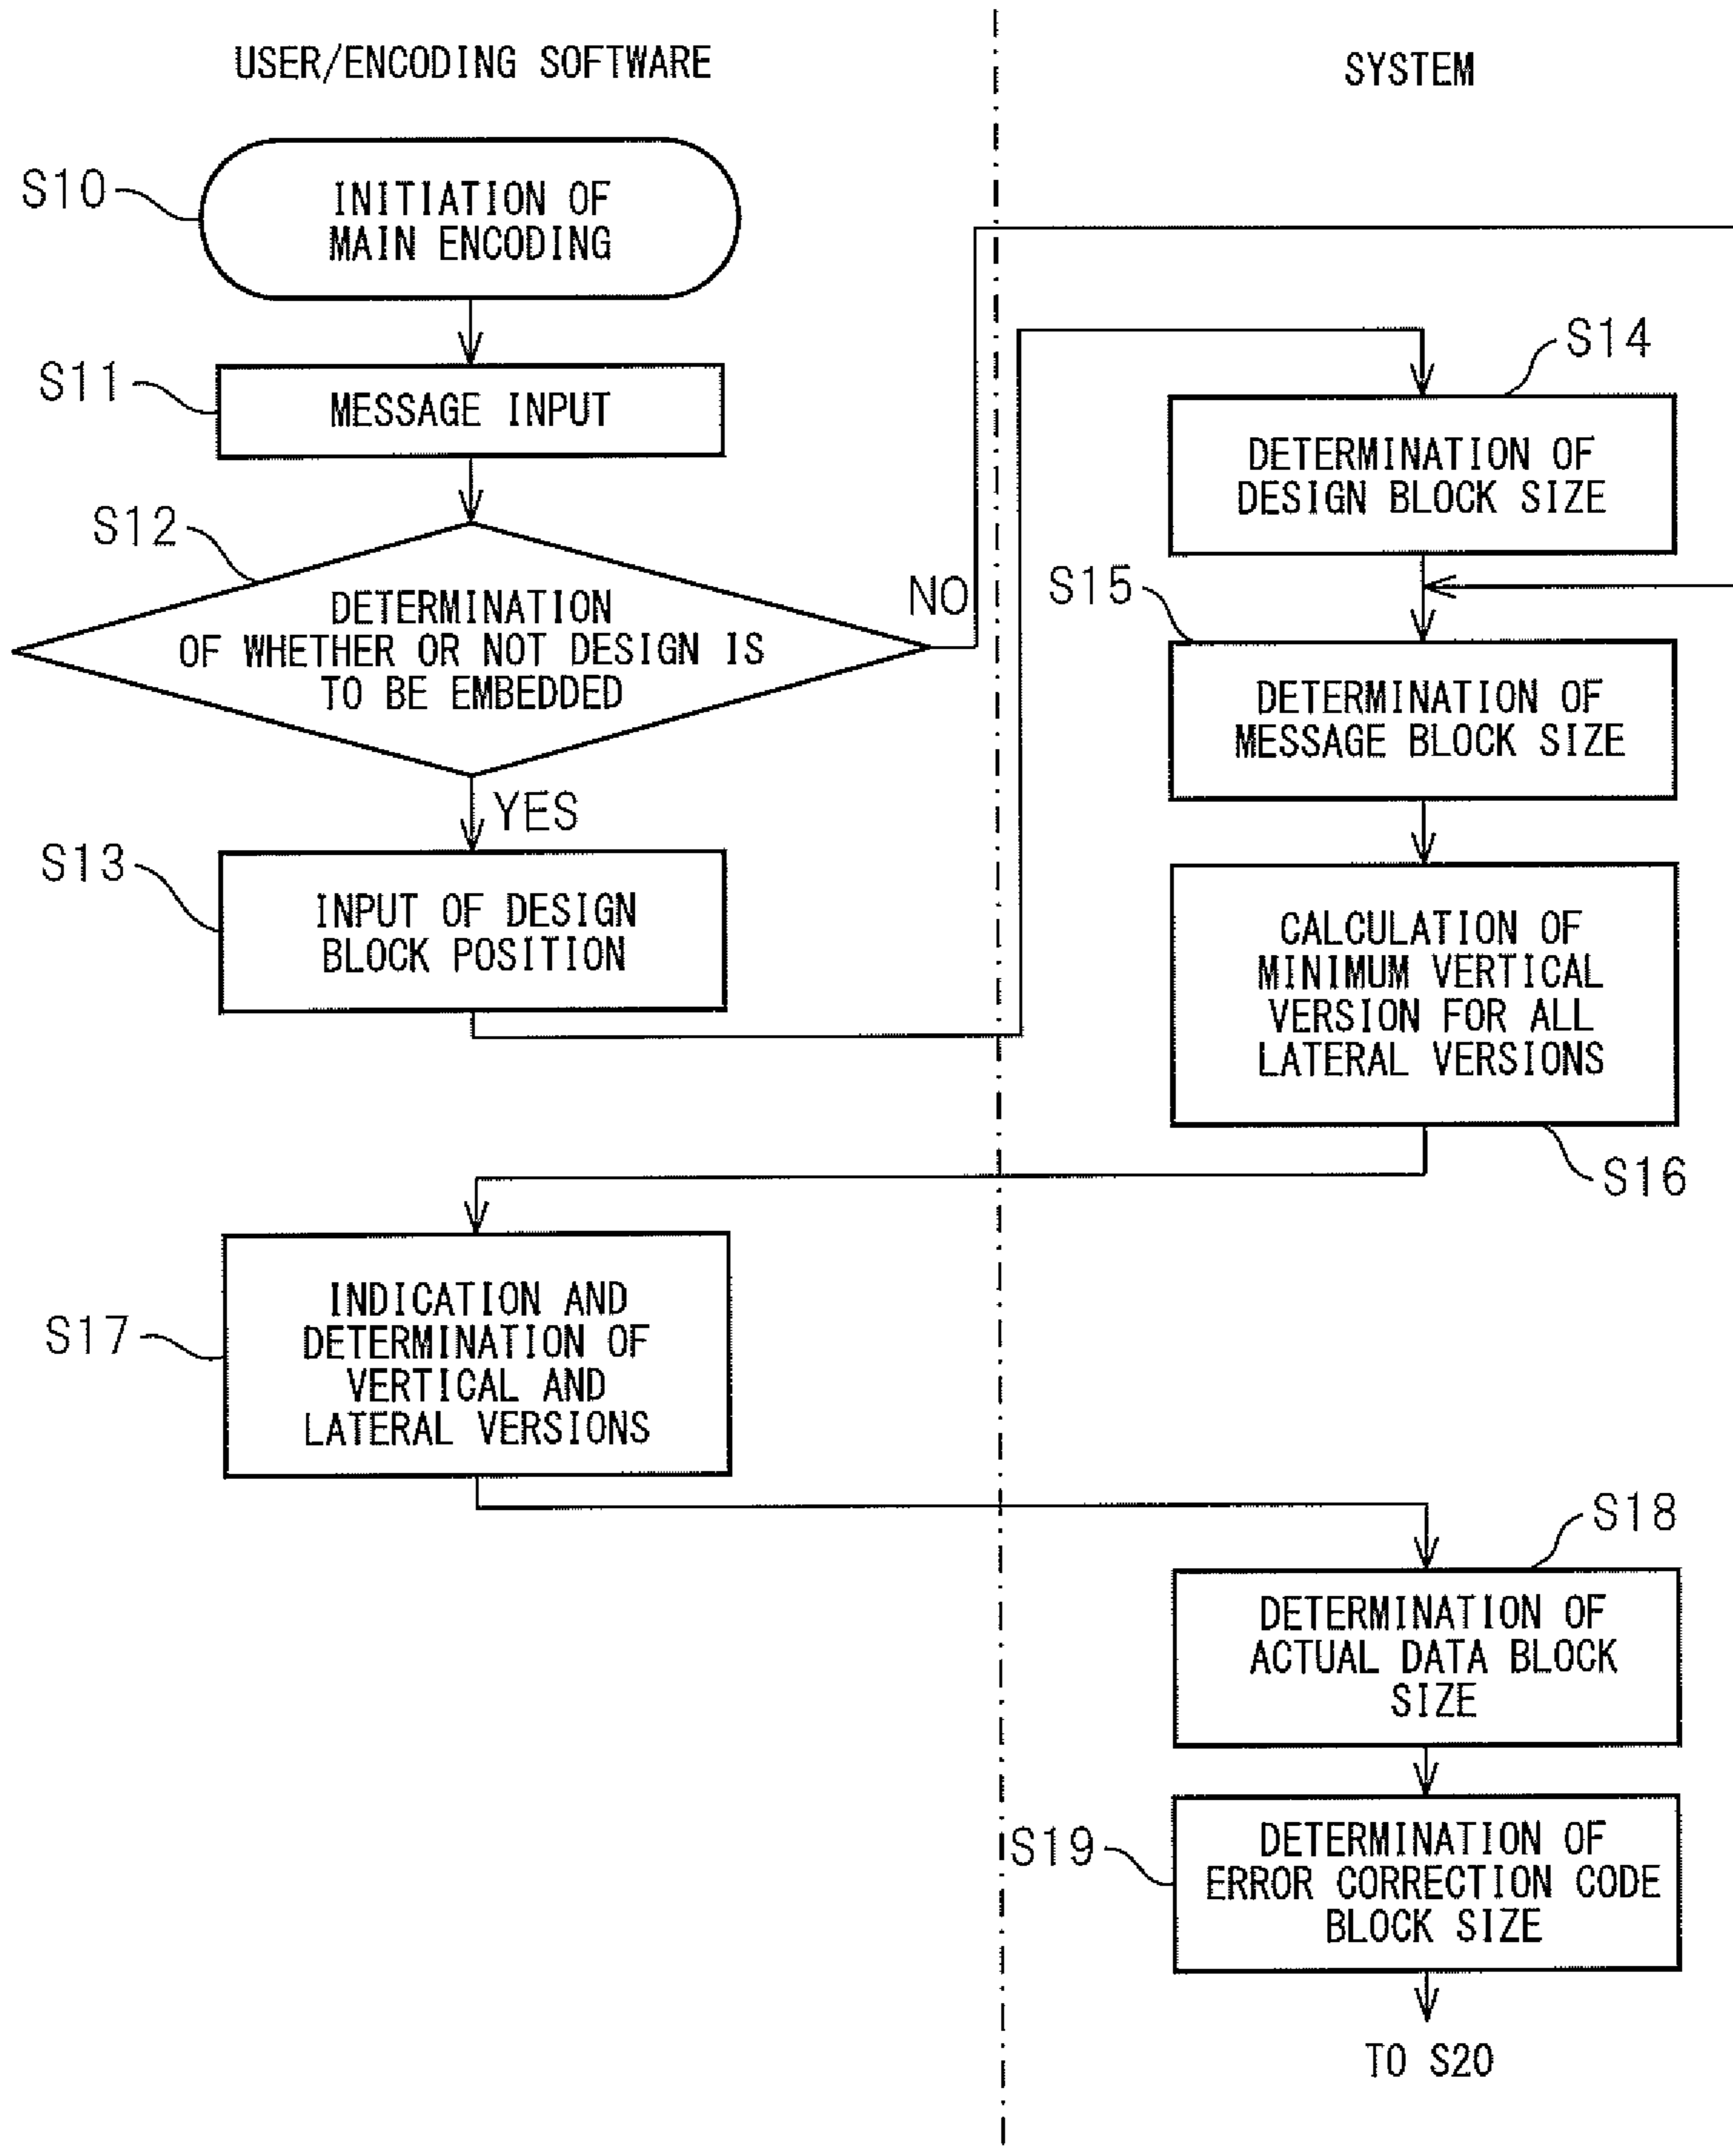 USER/ENCODING SOFTWARE
SYSTEM
S10
INITIATION OF
MAIN ENCODING
S11
MESSAGE INPUT
S12
DETERMINATION
OF WHETHER OR NOT DESIGN IS
TO BE EMBEDDED
NO
YES
S13
INPUT OF DESIGN
BLOCK POSITION
S14
DETERMINATION OF
DESIGN BLOCK SIZE
S15
DETERMINATION OF
MESSAGE BLOCK SIZE
CALCULATION OF
MINIMUM VERTICAL
VERSION FOR ALL
LATERAL VERSIONS
S16
S17
INDICATION AND
DETERMINATION OF
VERTICAL AND
LATERAL VERSIONS
S18
DETERMINATION OF
ACTUAL DATA BLOCK
SIZE
S19
DETERMINATION OF
ERROR CORRECTION CODE
BLOCK SIZE
TO S20